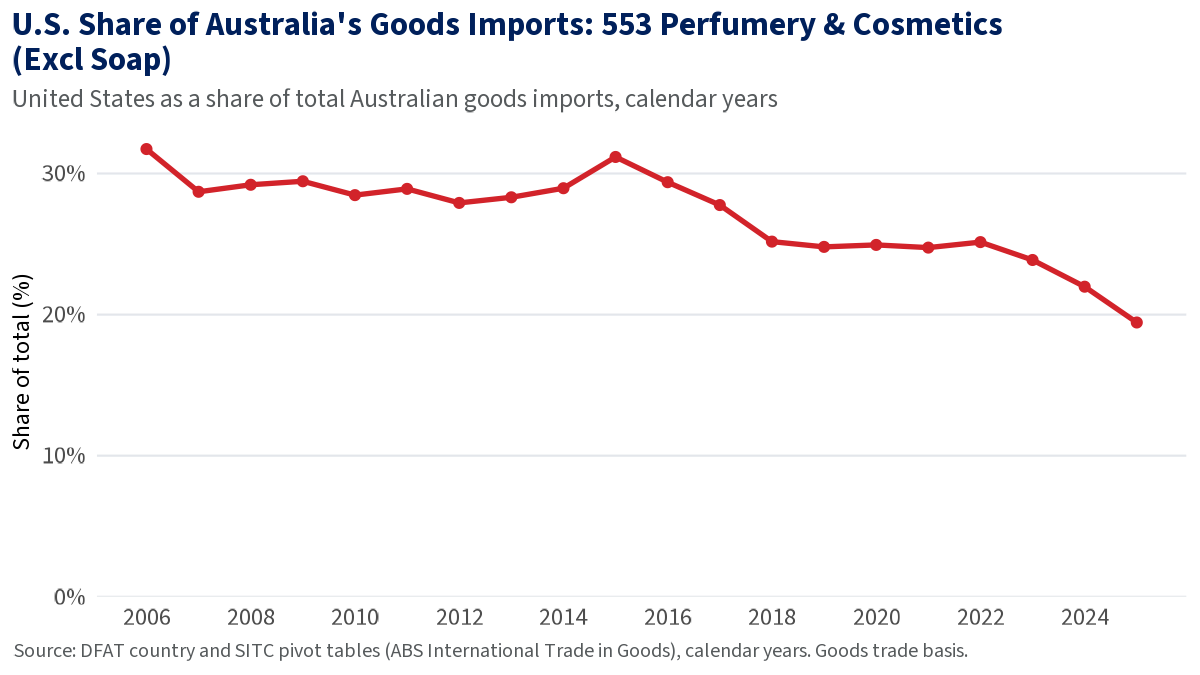 U.S. Share of Australia's Goods Imports: 553 Perfumery & Cosmetics
(Excl Soap)
United States as a share of total Australian goods imports, calendar years
Share of total (%)
30%
20%
10%
0%
2006 2008 2010 2012 2014 2016 2018 2020 2022 2024
Source: DFAT country and SITC pivot tables (ABS International Trade in Goods), calendar years. Goods trade basis.